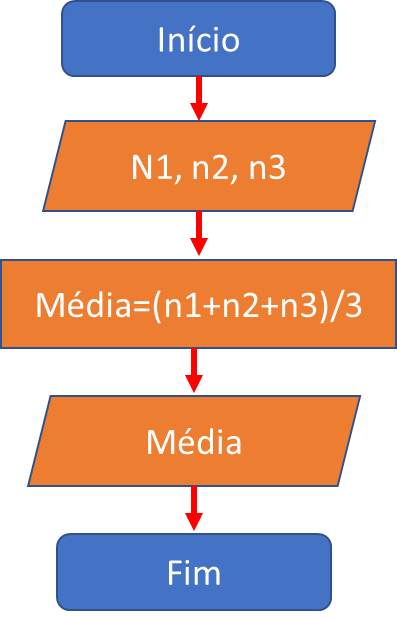 Início
N1, n2, n3
Média=(n1+n2+n3)/3
Média
Fim